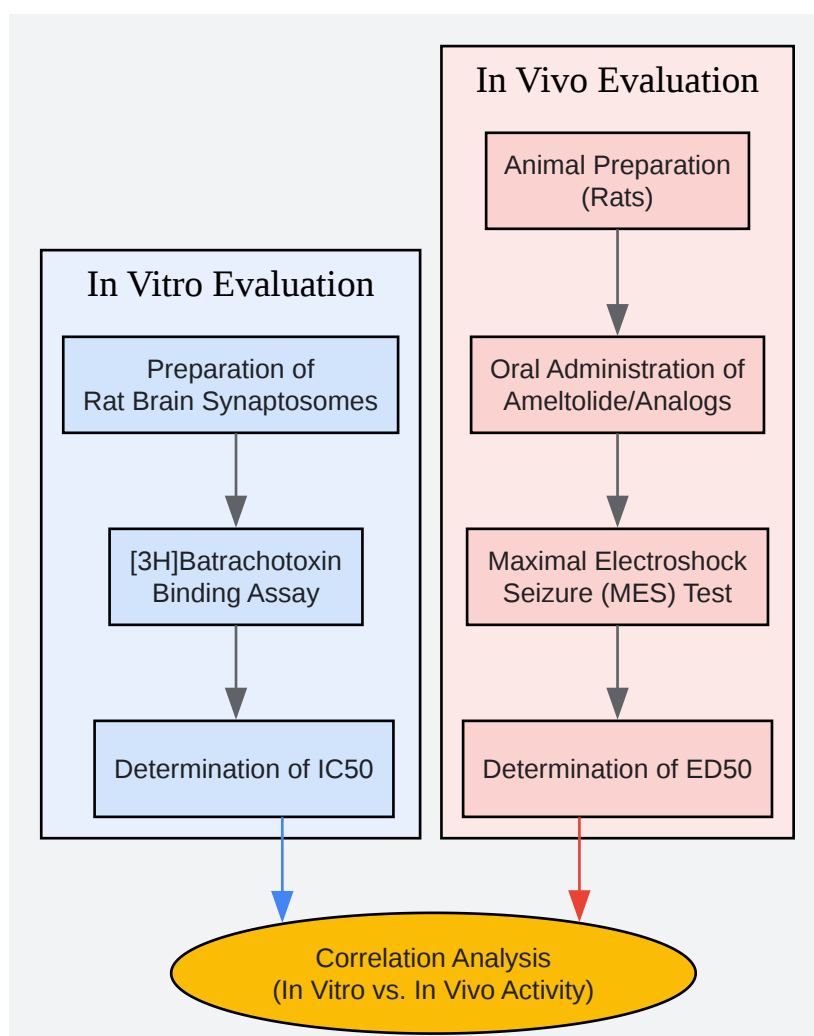 In Vitro Evaluation
Preparation of
Rat Brain Synaptosomes
[3H]Batrachotoxin
Binding Assay
Determination of IC50
In Vivo Evaluation
Animal Preparation
(Rats)
Oral Administration of
Ameltolide/Analogs
Maximal Electroshock
Seizure (MES) Test
Determination of ED50
Correlation Analysis
(In Vitro vs. In Vivo Activity)